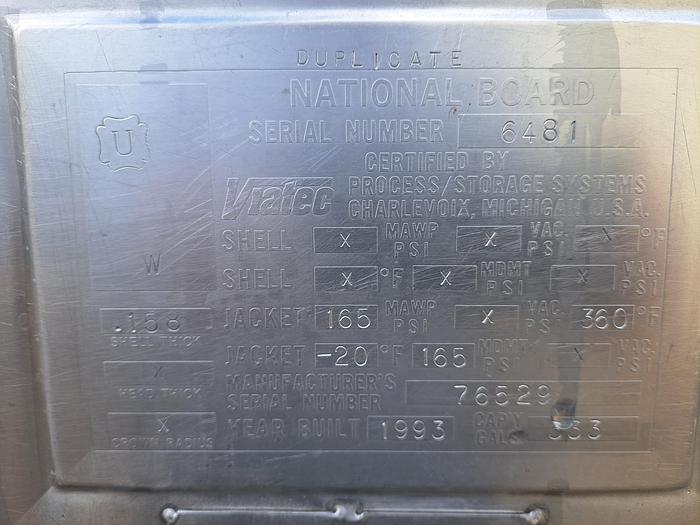 DUPLICATE
NATIONAL BOARD
U
SERIAL NUMBER 6481
CERTIFIED BY
Viatec PROCESS/STORAGE SYSTEMS
CHARLEVOIX, MICHIGAN U.S.A.
SHELL X MAWP PSI X VAC. PSI X °F
W
SHELL X °F X MDMT PSI X VAC. PSI
.158 SHELL THICK
JACKET 165 MAWP PSI X VAC. PSI 360 °F
JACKET -20 °F 165 MDMT PSI X VAC. PSI
X HEAD THICK
MANUFACTURER'S SERIAL NUMBER 76529
X CROWN RADIUS
YEAR BUILT 1993 CAP'Y GALS 333